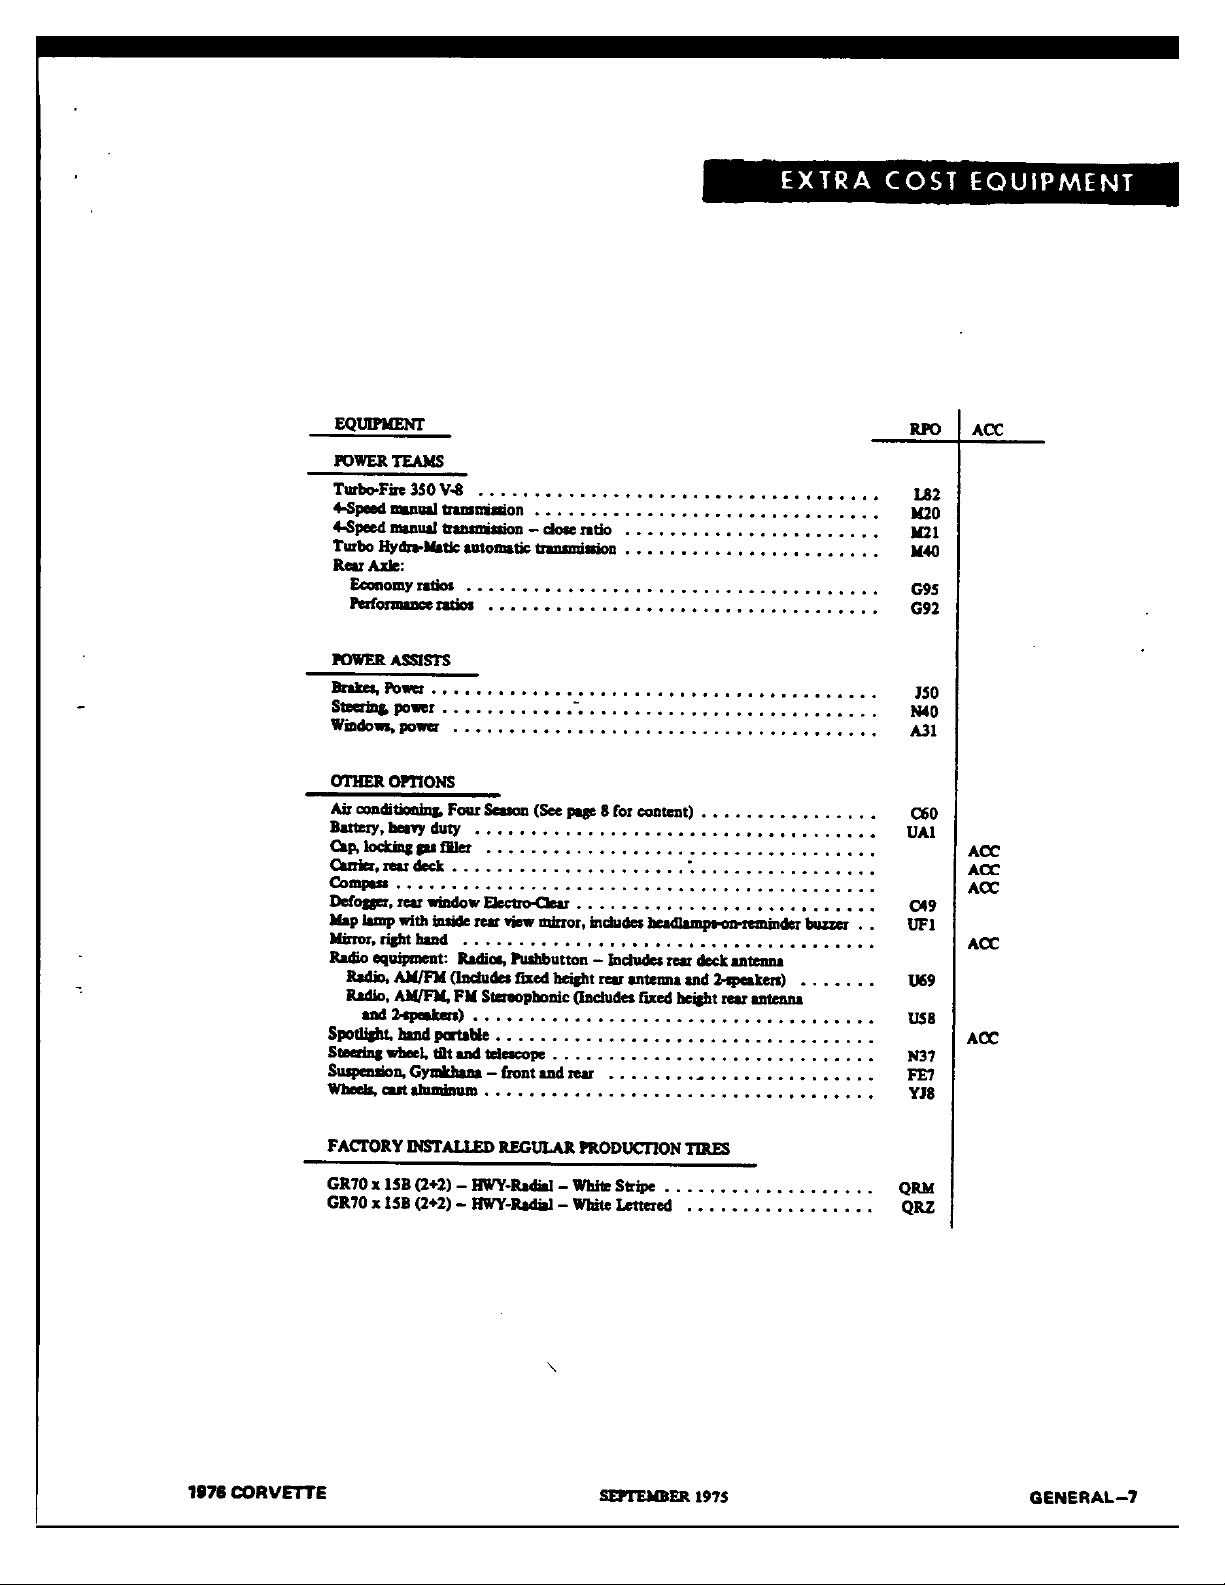 EXTRA COST EQUIPMENT
EQUIPMENT RPO ACC
POWER TEAMS
Turbo-Fire 350 V-8 . . . . . . . . . . . . . . . . . . . . L82
4-Speed manual transmission . . . . . . . . . . . . . . . . . . . . M20
4-Speed manual transmission – close ratio . . . . . . . . . . . . . . . . . . . . M21
Turbo Hydra-Matic automatic transmission . . . . . . . . . . . . . . . . . . . . M40
Rear Axle:
Economy ratios . . . . . . . . . . . . . . . . . . . . G95
Performance ratios . . . . . . . . . . . . . . . . . . . . G92
POWER ASSISTS
Brakes, Power . . . . . . . . . . . . . . . . . . . . J50
Steering, power . . . . . . . . . . . . . . . . . . . . N40
Windows, power . . . . . . . . . . . . . . . . . . . . A31
OTHER OPTIONS
Air conditioning, Four Season (See page 8 for content) . . . . . . . . . . . . . . . . C60
Battery, heavy duty . . . . . . . . . . . . . . . . . . . . UA1
Cap, locking gas filler . . . . . . . . . . . . . . . . . . . . ACC
Carrier, rear deck . . . . . . . . . . . . . . . . . . . . ACC
Compass . . . . . . . . . . . . . . . . . . . . ACC
Defogger, rear window Electro-Clear . . . . . . . . . . . . . . . . . . . . C49
Map lamp with inside rear view mirror, includes headlamps-on-reminder buzzer . . UF1
Mirror, right hand . . . . . . . . . . . . . . . . . . . . ACC
Radio equipment: Radios, Pushbutton – Includes rear deck antenna
Radio, AM/FM (Includes fixed height rear antenna and 2-speakers) . . . . . . . U69
Radio, AM/FM, FM Stereophonic (Includes fixed height rear antenna
and 2-speakers) . . . . . . . . . . . . . . . . . . . . U58
Spotlight, hand portable . . . . . . . . . . . . . . . . . . . . ACC
Steering wheel, tilt and telescope . . . . . . . . . . . . . . . . . . . . N37
Suspension, Gymkhana – front and rear . . . . . . . . . . . . . . . . . . . . FE7
Wheels, cast aluminum . . . . . . . . . . . . . . . . . . . . YJ8
FACTORY INSTALLED REGULAR PRODUCTION TIRES
GR70 x 15B (2+2) – HWY-Radial – White Stripe . . . . . . . . . . . . . . . . . . . QRM
GR70 x 15B (2+2) – HWY-Radial – White Lettered . . . . . . . . . . . . . . . . . QRZ
1976 CORVETTE SEPTEMBER 1975 GENERAL–7